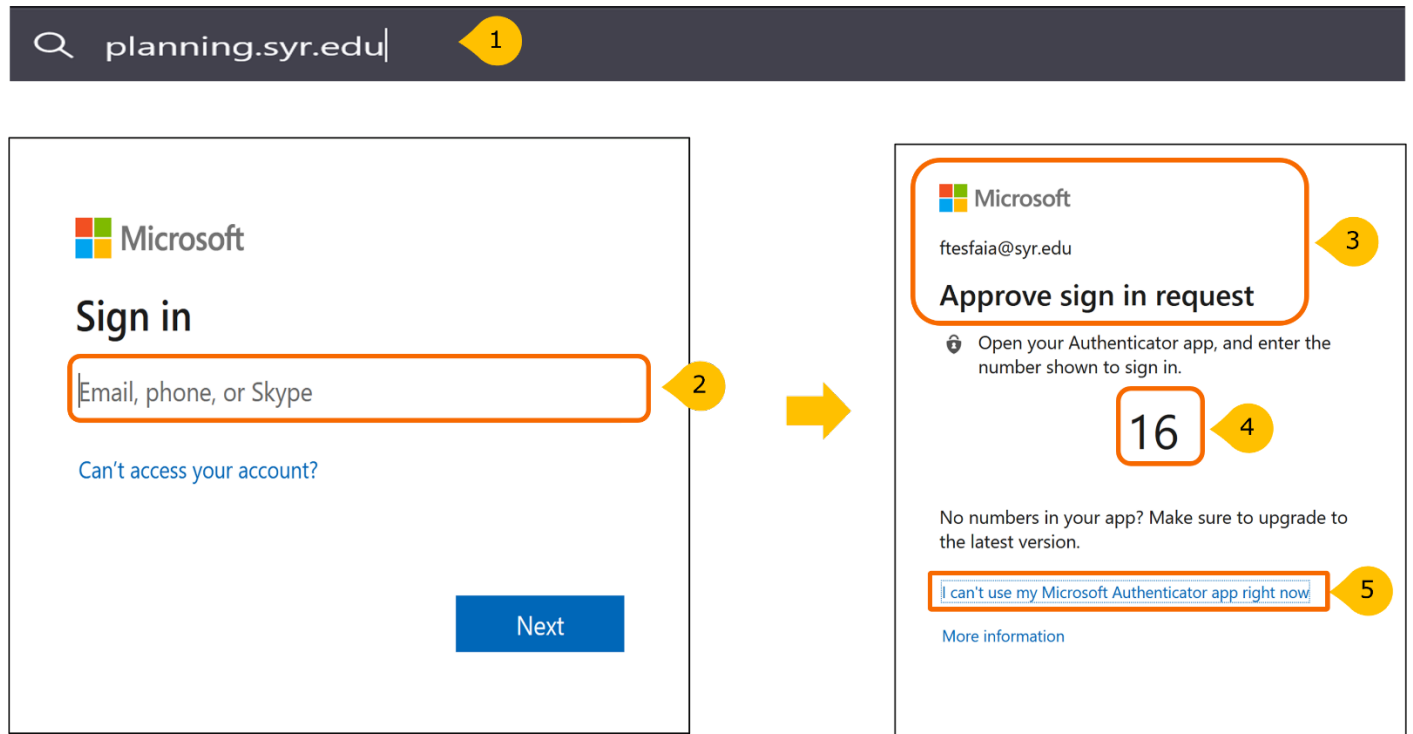 planning.syr.edu
1
Microsoft
Sign in
Email, phone, or Skype
2
Can't access your account?
Next
Microsoft
ftesfaia@syr.edu
Approve sign in request
3
Open your Authenticator app, and enter the
number shown to sign in.
16
4
No numbers in your app? Make sure to upgrade to
the latest version.
I can't use my Microsoft Authenticator app right now
5
More information